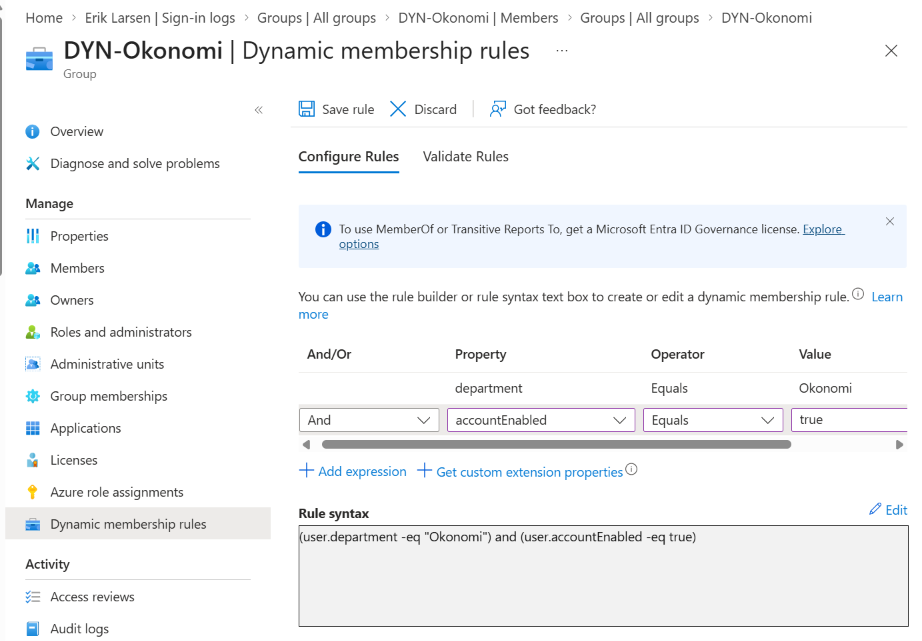 Home > Erik Larsen | Sign-in logs > Groups | All groups > DYN-Okonomi | Members > Groups | All groups > DYN-Okonomi
DYN-Okonomi | Dynamic membership rules ...
Group
Save rule Discard Got feedback?
Configure Rules Validate Rules
To use MemberOf or Transitive Reports To, get a Microsoft Entra ID Governance license. Explore
options
You can use the rule builder or rule syntax text box to create or edit a dynamic membership rule. Learn
more
And/Or Property Operator Value
department Equals Okonomi
And accountEnabled Equals true
Add expression Get custom extension properties
Rule syntax Edit
(user.department -eq "Okonomi") and (user.accountEnabled -eq true)
Overview
Diagnose and solve problems
Manage
Properties
Members
Owners
Roles and administrators
Administrative units
Group memberships
Applications
Licenses
Azure role assignments
Dynamic membership rules
Activity
Access reviews
Audit logs